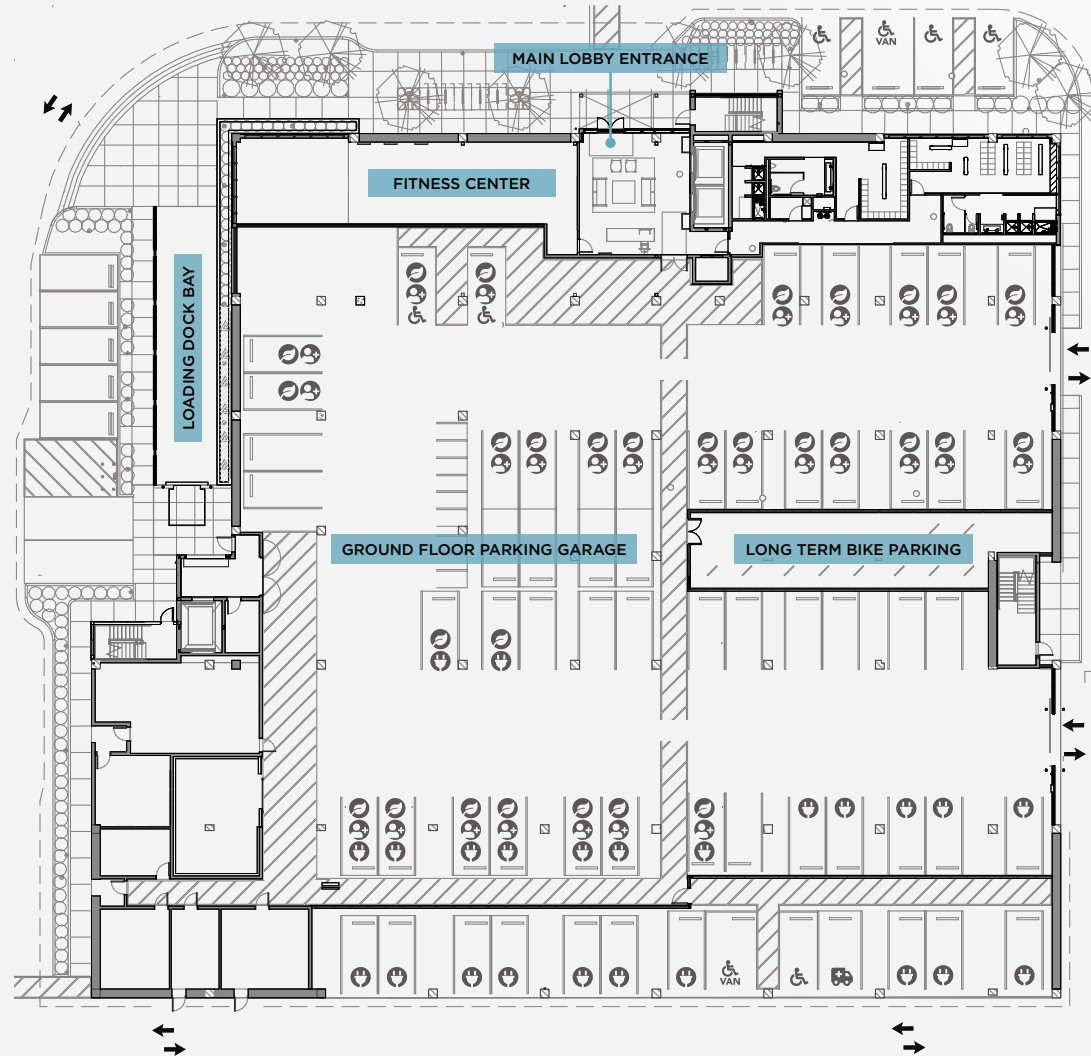 VAN
MAIN LOBBY ENTRANCE
FITNESS CENTER
LOADING DOCK BAY
GROUND FLOOR PARKING GARAGE
LONG TERM BIKE PARKING
VAN